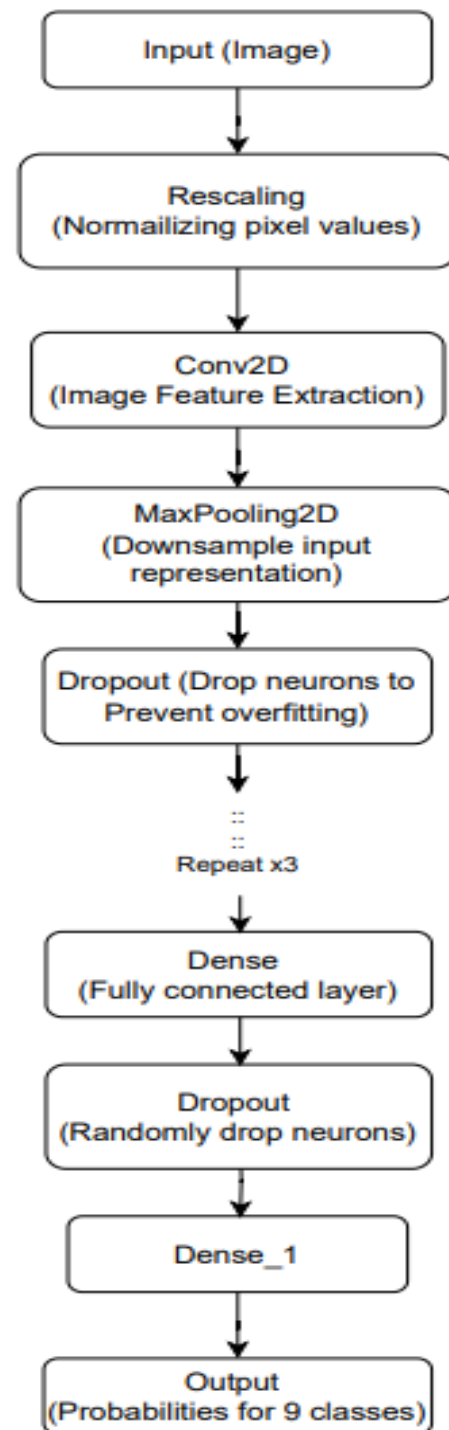 Input (Image)
Rescaling
(Normailizing pixel values)
Conv2D
(Image Feature Extraction)
MaxPooling2D
(Downsample input
representation)
Dropout (Drop neurons to
Prevent overfitting)
::
::
Repeat x3
Dense
(Fully connected layer)
Dropout
(Randomly drop neurons)
Dense_1
Output
(Probabilities for 9 classes)